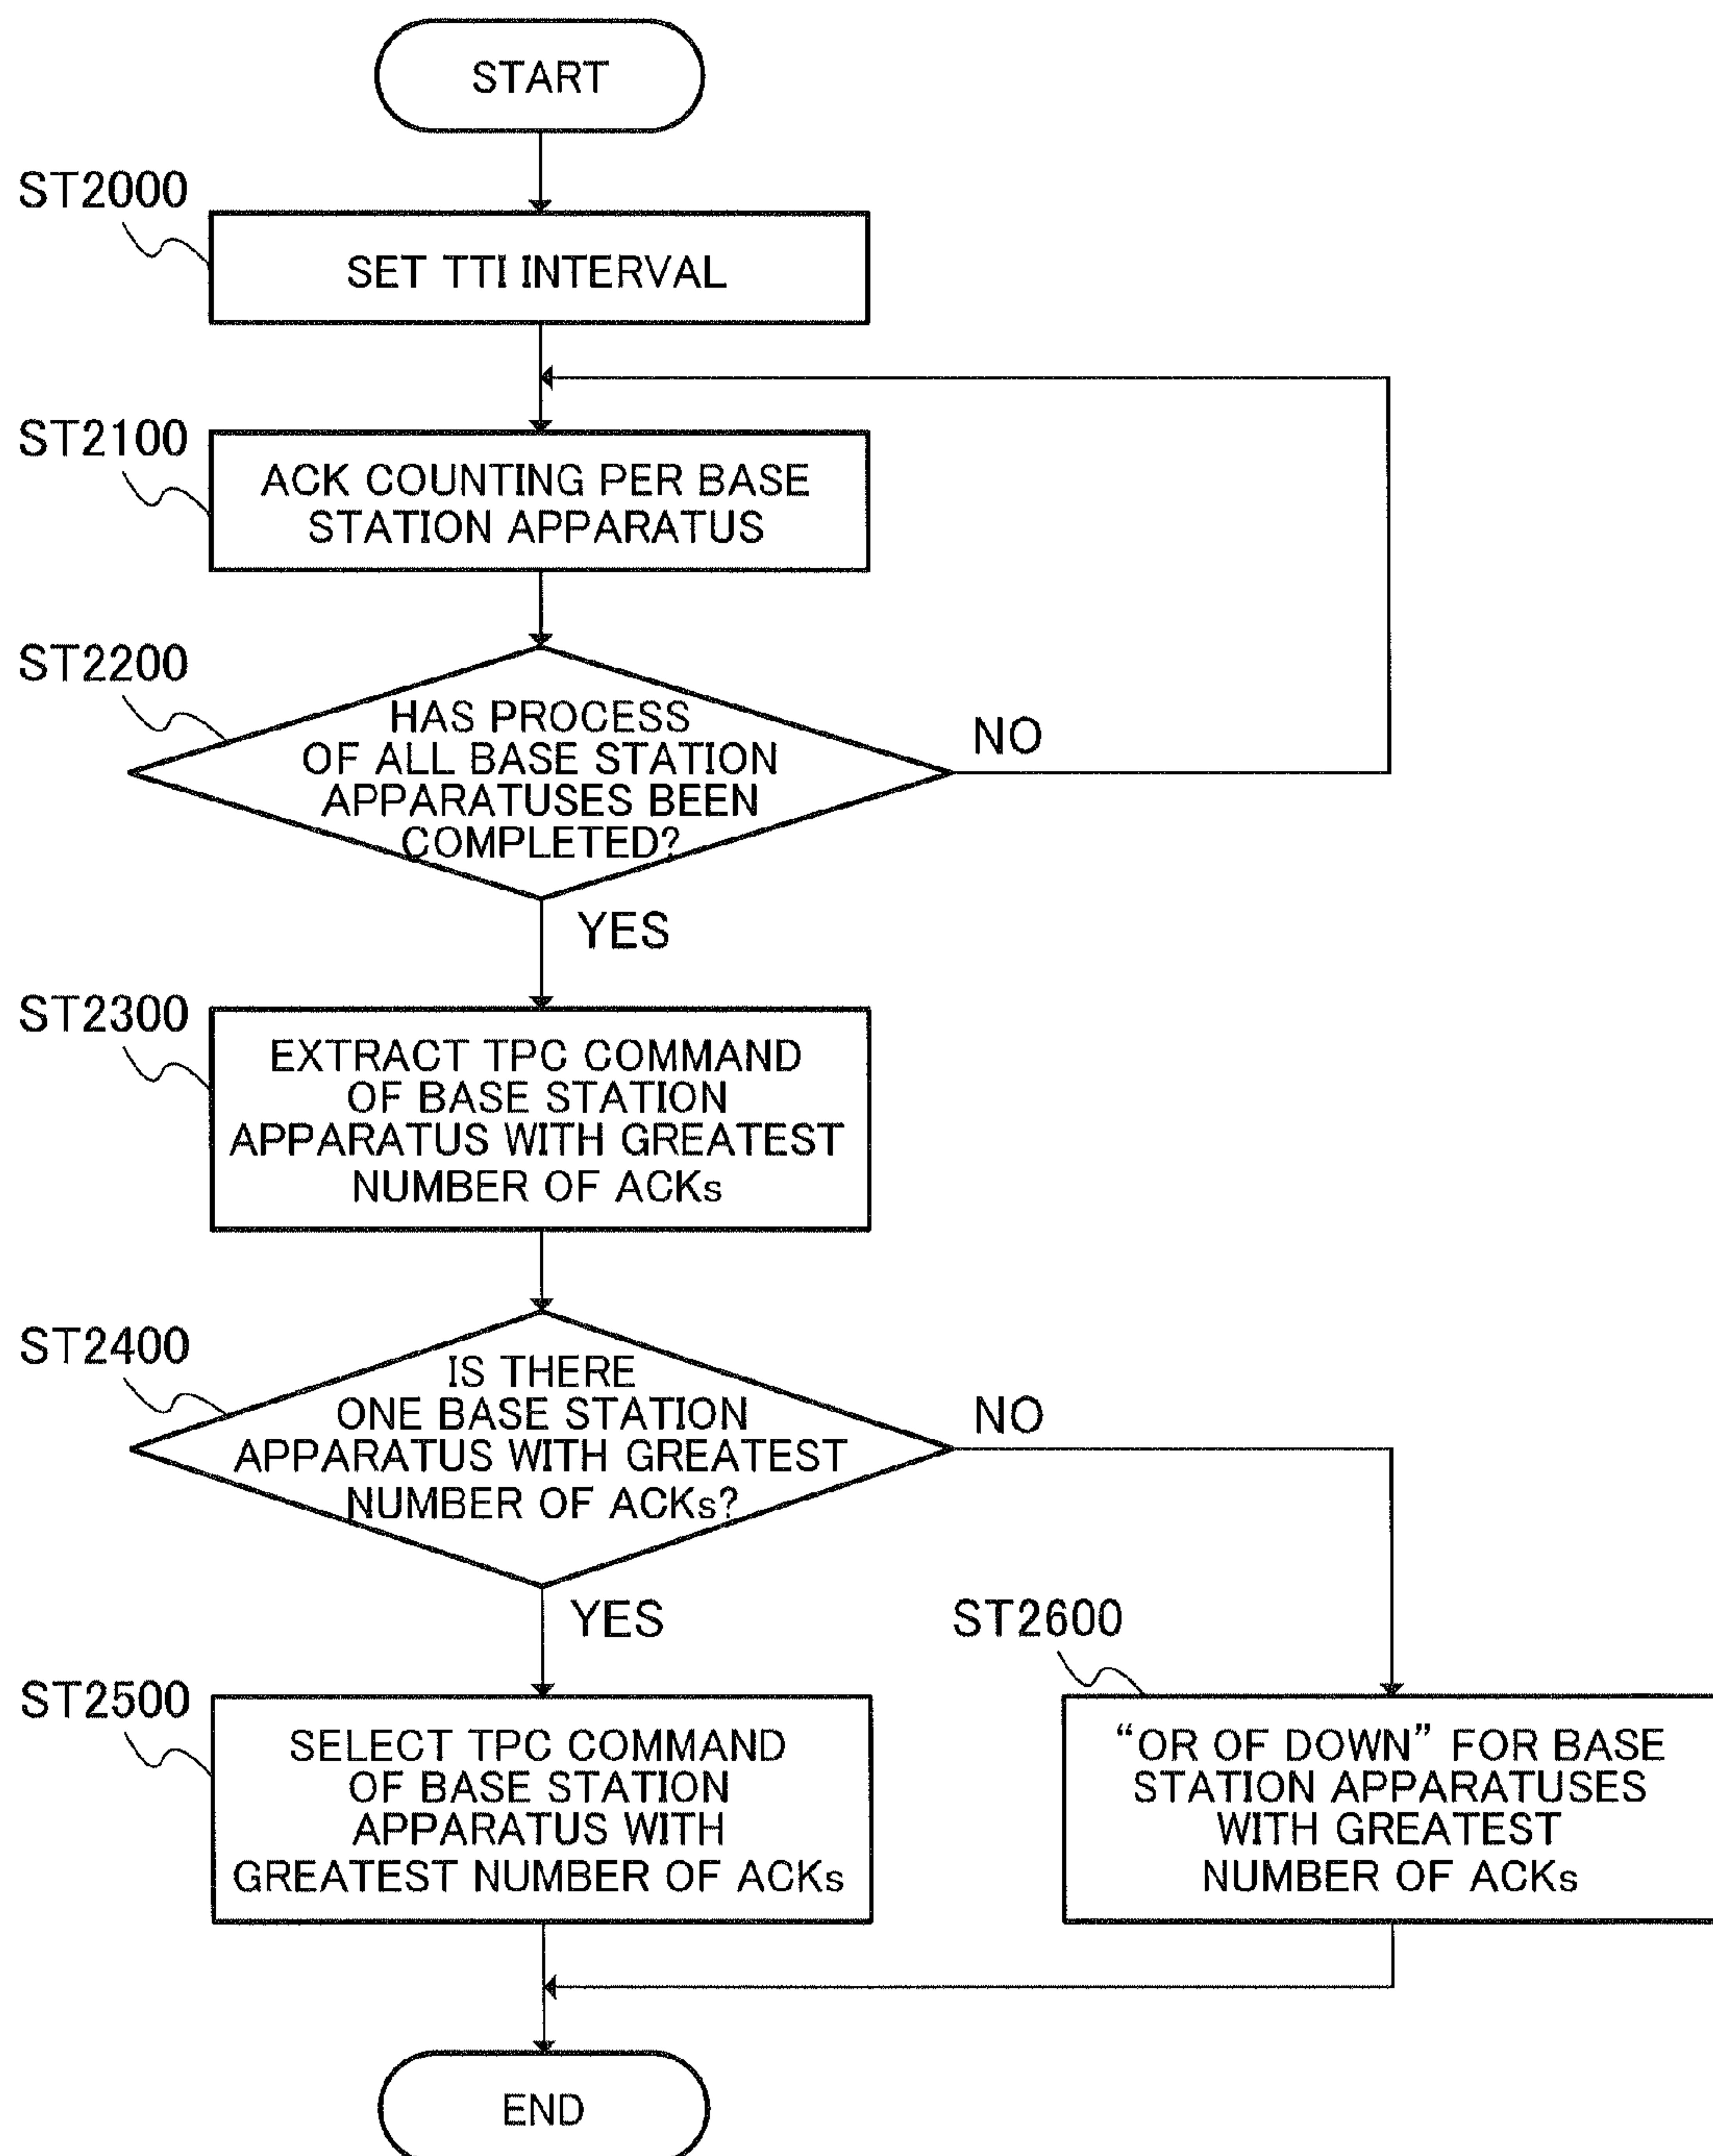 START
ST2000
SET TTI INTERVAL
ST2100
ACK COUNTING PER BASE
STATION APPARATUS
ST2200
HAS PROCESS
OF ALL BASE STATION
APPARATUSES BEEN
COMPLETED?
NO
YES
ST2300
EXTRACT TPC COMMAND
OF BASE STATION
APPARATUS WITH GREATEST
NUMBER OF ACKs
ST2400
IS THERE
ONE BASE STATION
APPARATUS WITH GREATEST
NUMBER OF ACKs?
NO
YES
ST2500
SELECT TPC COMMAND
OF BASE STATION
APPARATUS WITH
GREATEST NUMBER OF ACKs
ST2600
“OR OF DOWN” FOR BASE
STATION APPARATUSES
WITH GREATEST
NUMBER OF ACKs
END